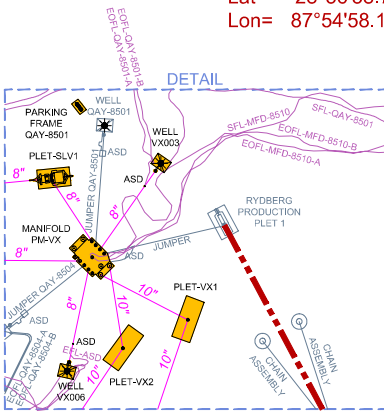 Lon= 87°54'58.1
EOFL-QAY-8501-B
EOFL-QAY-8501-A
DETAIL
PARKING
FRAME
QAY-8501
WELL
QAY-8501
WELL
VX003
SFL-QAY-8501
SFL-MFD-8510
EOFL-MFD-8510-B
EOFL-MFD-8510-A
PLET-SLV1
ASD
JUMPER QAY-8501
8"
8"
8"
ASD
RYDBERG
PRODUCTION
PLET 1
MANIFOLD
PM-VX
JUMPER
8"
ASD
JUMPER QAY-8504
10"
10"
PLET-VX1
8"
ASD
ASD
EFL-ASD
EOFL-QAY-8504-A
EOFL-QAY-8504-B
WELL
VX006
PLET-VX2
10"
10"
CHAIN
ASSEMBLY
CHAIN
ASSEMBLY